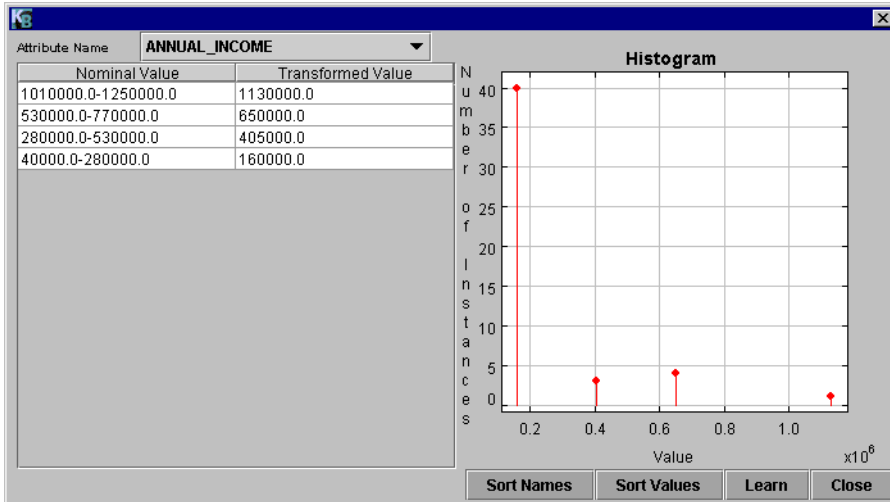 KB
Attribute Name ANNUAL_INCOME
Nominal Value Transformed Value
1010000.0-1250000.0 1130000.0
530000.0-770000.0 650000.0
280000.0-530000.0 405000.0
40000.0-280000.0 160000.0
Histogram
Number of Instances
40
35
30
25
20
15
10
5
0
0.2 0.4 0.6 0.8 1.0
Value x10^6
Sort Names Sort Values Learn Close